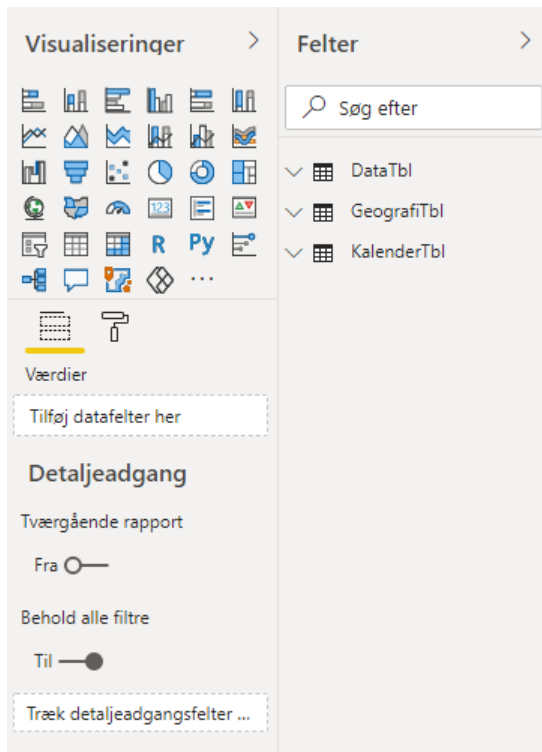 Visualiseringer
123
R
Py
Værdier
Tilføj datafelter her
Detaljeadgang
Tværgående rapport
Fra
Behold alle filtre
Til
Træk detaljeadgangsfelter ...
Felter
Søg efter
DataTbl
GeografiTbl
KalenderTbl